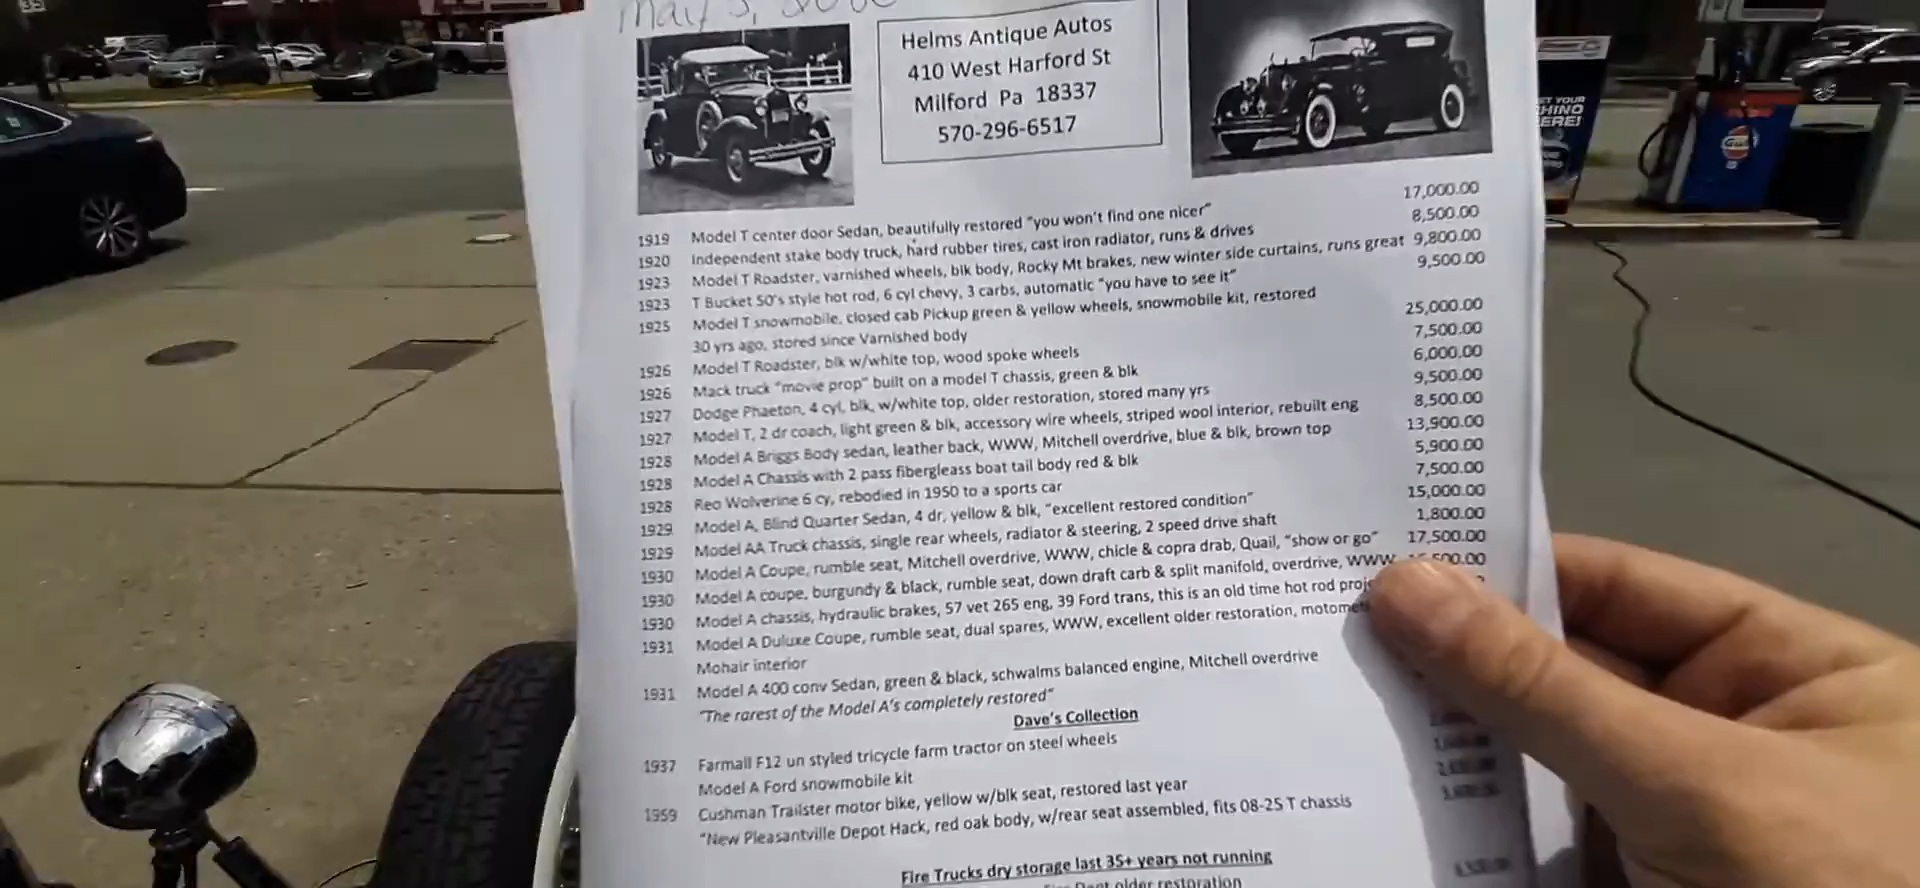 35
May 3,
Helms Antique Autos
410 West Harford St
Milford Pa 18337
570-296-6517
1919 Model T center door Sedan, beautifully restored "you won't find one nicer" 17,000.00
1920 Independent stake body truck, hard rubber tires, cast iron radiator, runs & drives 8,500.00
1923 Model T Roadster, varnished wheels, blk body, Rocky Mt brakes, new winter side curtains, runs great 9,800.00
1923 T Bucket 50's style hot rod, 6 cyl chevy, 3 carbs, automatic "you have to see it" 9,500.00
1925 Model T snowmobile, closed cab Pickup green & yellow wheels, snowmobile kit, restored
30 yrs ago, stored since Varnished body 25,000.00
1926 Model T Roadster, blk w/white top, wood spoke wheels 7,500.00
1926 Mack truck "movie prop" built on a model T chassis, green & blk 6,000.00
1927 Dodge Phaeton, 4 cyl, blk, w/white top, older restoration, stored many yrs 9,500.00
1927 Model T, 2 dr coach, light green & blk, accessory wire wheels, striped wool interior, rebuilt eng 8,500.00
1928 Model A Briggs Body sedan, leather back, WWW, Mitchell overdrive, blue & blk, brown top 13,900.00
1928 Model A Chassis with 2 pass fibergleass boat tail body red & blk 5,900.00
1928 Reo Wolverine 6 cy, rebodied in 1950 to a sports car 7,500.00
1929 Model A, Blind Quarter Sedan, 4 dr, yellow & blk, "excellent restored condition" 15,000.00
1929 Model AA Truck chassis, single rear wheels, radiator & steering, 2 speed drive shaft 1,800.00
1930 Model A Coupe, rumble seat, Mitchell overdrive, WWW, chicle & copra drab, Quail, "show or go" 17,500.00
1930 Model A coupe, burgundy & black, rumble seat, down draft carb & split manifold, overdrive, WWW
1930 Model A chassis, hydraulic brakes, 57 vet 265 eng, 39 Ford trans, this is an old time hot rod
1931 Model A Duluxe Coupe, rumble seat, dual spares, WWW, excellent older restoration,
Mohair interior
1931 Model A 400 conv Sedan, green & black, schwalms balanced engine, Mitchell overdrive
"The rarest of the Model A's completely restored"
Dave's Collection
1937 Farmall F12 un styled tricycle farm tractor on steel wheels
Model A Ford snowmobile kit
1959 Cushman Trailster motor bike, yellow w/blk seat, restored last year
"New Pleasantville Depot Hack, red oak body, w/rear seat assembled, fits 08-25 T chassis
Fire Trucks dry storage last 35+ years not running
older restoration
Gulf